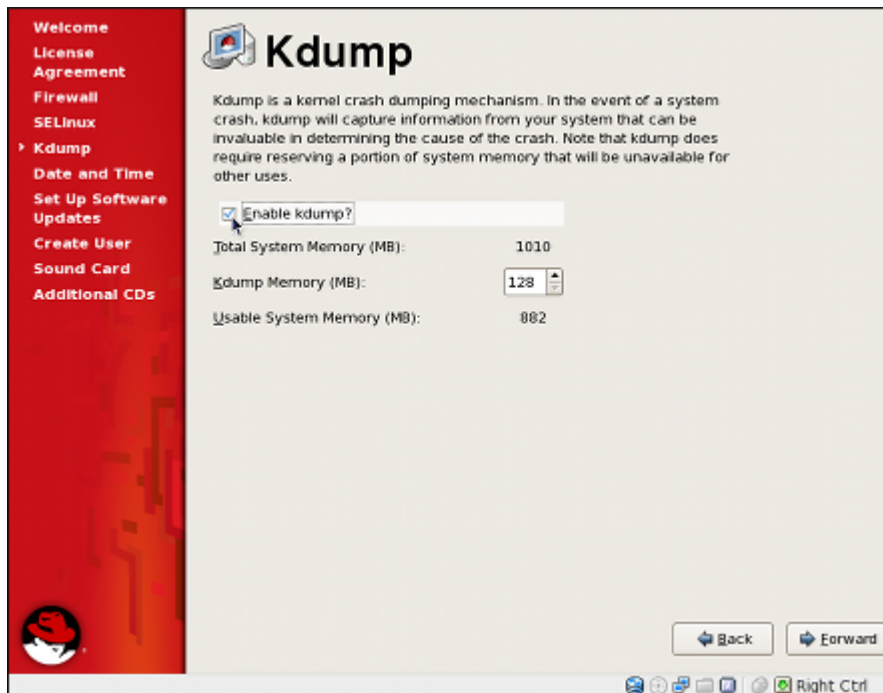 Welcome
License
Agreement
Firewall
SELinux
Kdump
Date and Time
Set Up Software
Updates
Create User
Sound Card
Additional CDs
Kdump
Kdump is a kernel crash dumping mechanism. In the event of a system
crash, kdump will capture information from your system that can be
invaluable in determining the cause of the crash. Note that kdump does
require reserving a portion of system memory that will be unavailable for
other uses.
Enable kdump?
Total System Memory (MB): 1010
Kdump Memory (MB): 128
Usable System Memory (MB): 882
Back
Forward
Right Ctrl